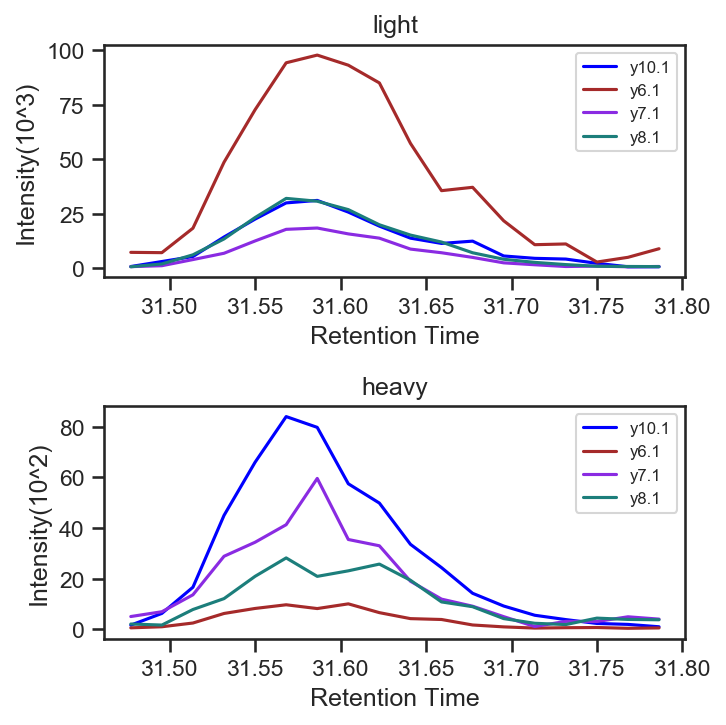 light
Intensity(10^3)
100
75
50
25
0
y10.1
y6.1
y7.1
y8.1
31.50 31.55 31.60 31.65 31.70 31.75 31.80
Retention Time
heavy
Intensity(10^2)
80
60
40
20
0
y10.1
y6.1
y7.1
y8.1
31.50 31.55 31.60 31.65 31.70 31.75 31.80
Retention Time